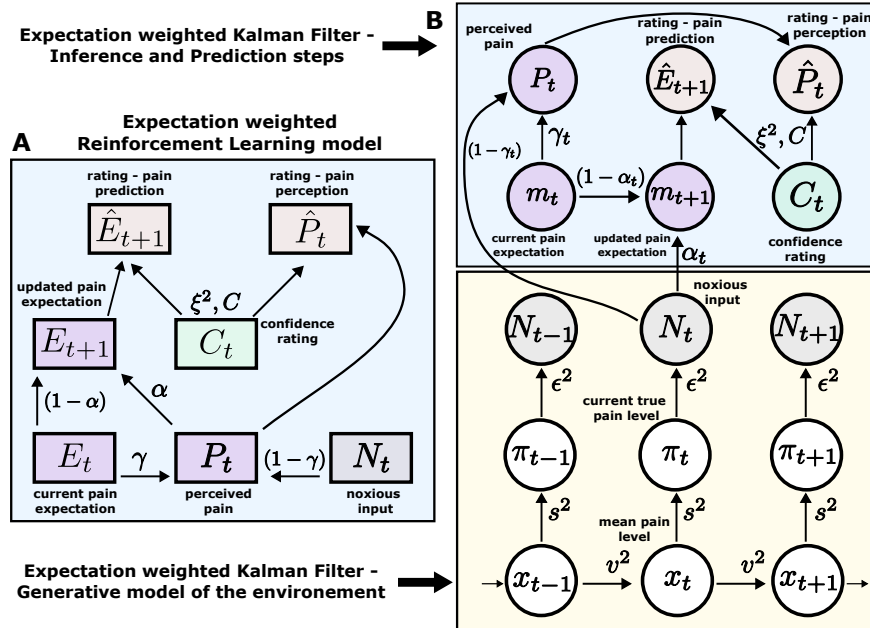 Expectation weighted Kalman Filter -
Inference and Prediction steps
A
Expectation weighted
Reinforcement Learning model
rating - pain
prediction
rating - pain
perception
Ê_{t+1}
P̂_t
updated pain
expectation
ξ², C
E_{t+1}
C_t
confidence
rating
(1 − α)
α
E_t
γ
P_t
(1 − γ)
N_t
current pain
expectation
perceived
pain
noxious
input
B
perceived
pain
rating - pain
prediction
rating - pain
perception
P_t
Ê_{t+1}
P̂_t
(1 − γ_t)
γ_t
ξ², C
m_t
(1 − α_t)
m_{t+1}
C_t
current pain
expectation
updated pain
expectation
confidence
rating
α_t
noxious
input
N_{t−1}
N_t
N_{t+1}
ϵ²
ϵ²
ϵ²
current true
pain level
π_{t−1}
π_t
π_{t+1}
s²
s²
s²
mean pain
level
x_{t−1}
v²
x_t
v²
x_{t+1}
Expectation weighted Kalman Filter -
Generative model of the environement